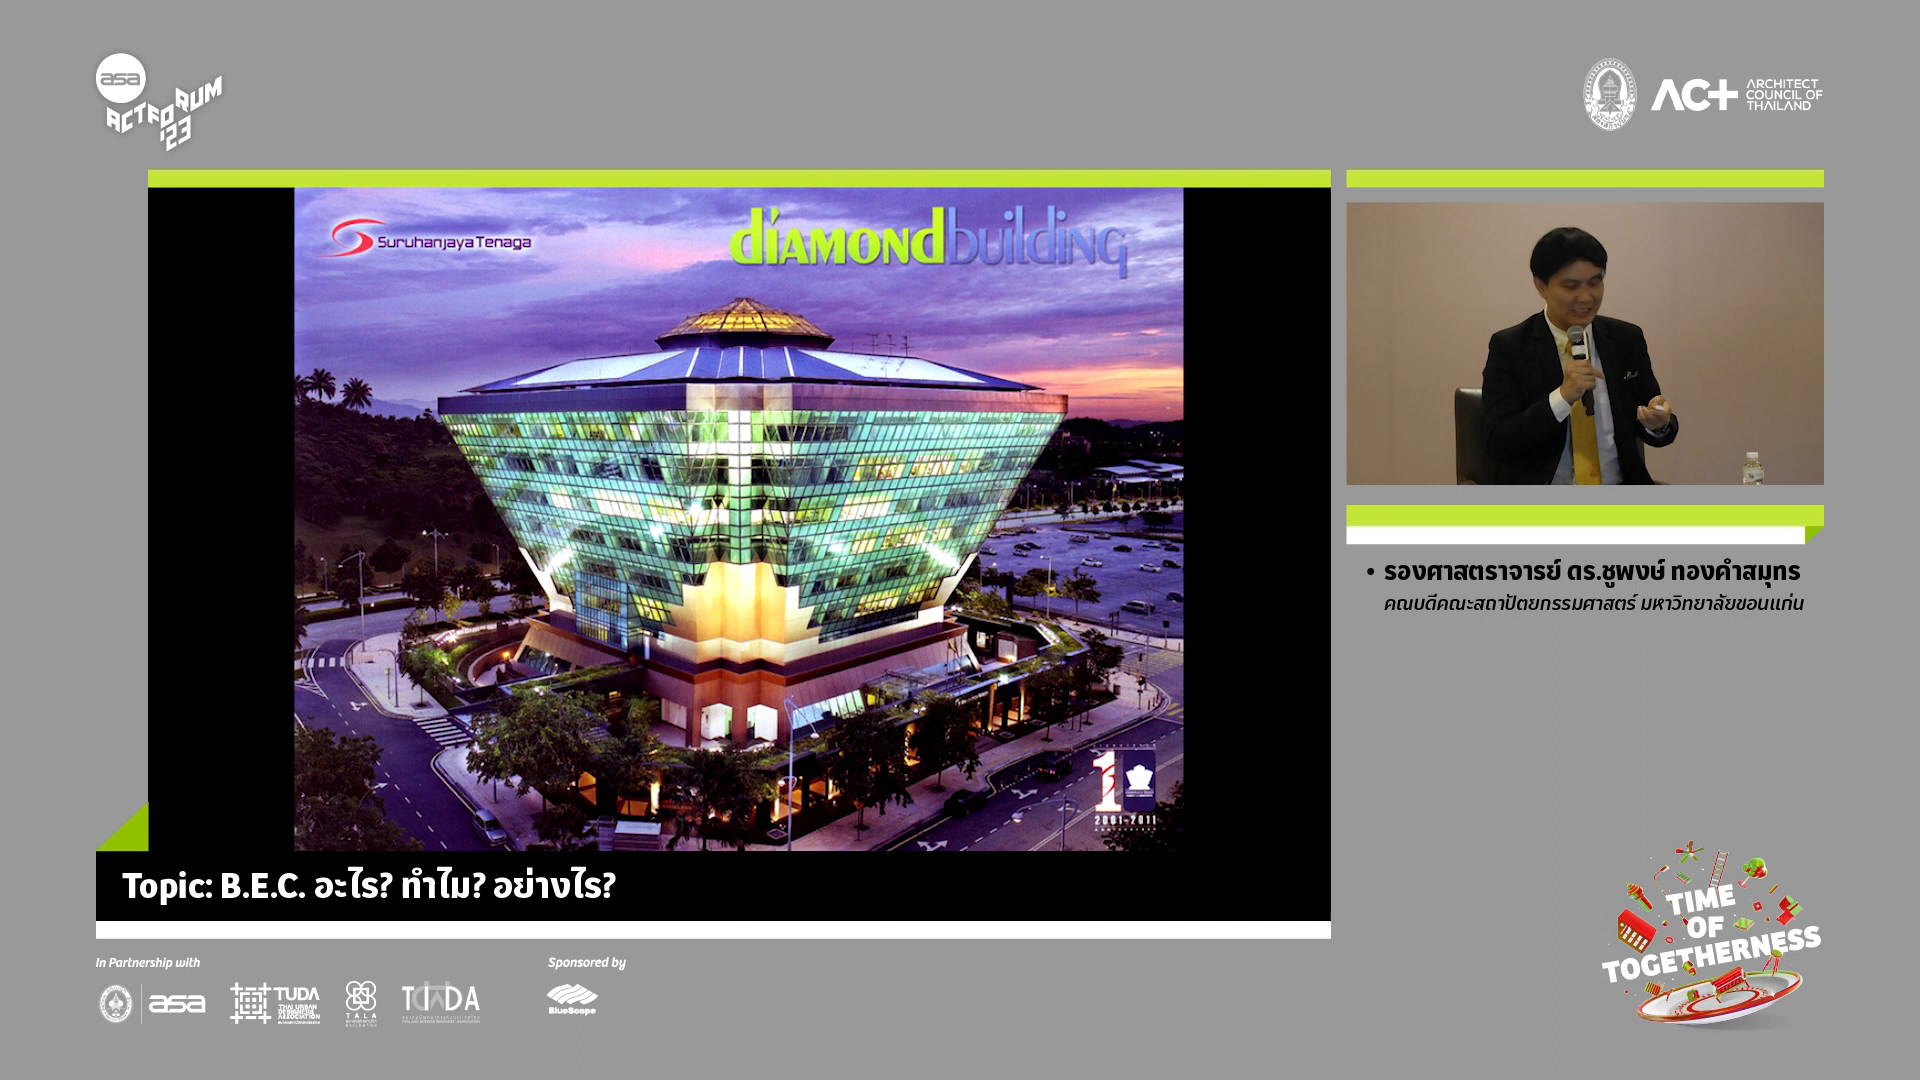 asa
ACTFORUM
'23
ACT
ARCHITECT
COUNCIL OF
THAILAND
Suruhanjaya Tenaga
diamondbuilding
10
2001-2011
• รองศาสตราจารย์ ดร.ชูพงษ์ ทองคำสมุทร
คณบดีคณะสถาปัตยกรรมศาสตร์ มหาวิทยาลัยขอนแก่น
Topic: B.E.C. อะไร? ทำไม? อย่างไร?
TIME
OF
TOGETHERNESS
In Partnership with
Sponsored by
asa
TUDA
THAI URBAN
DESIGNERS
ASSOCIATION
TALA
TIDA
BlueScope